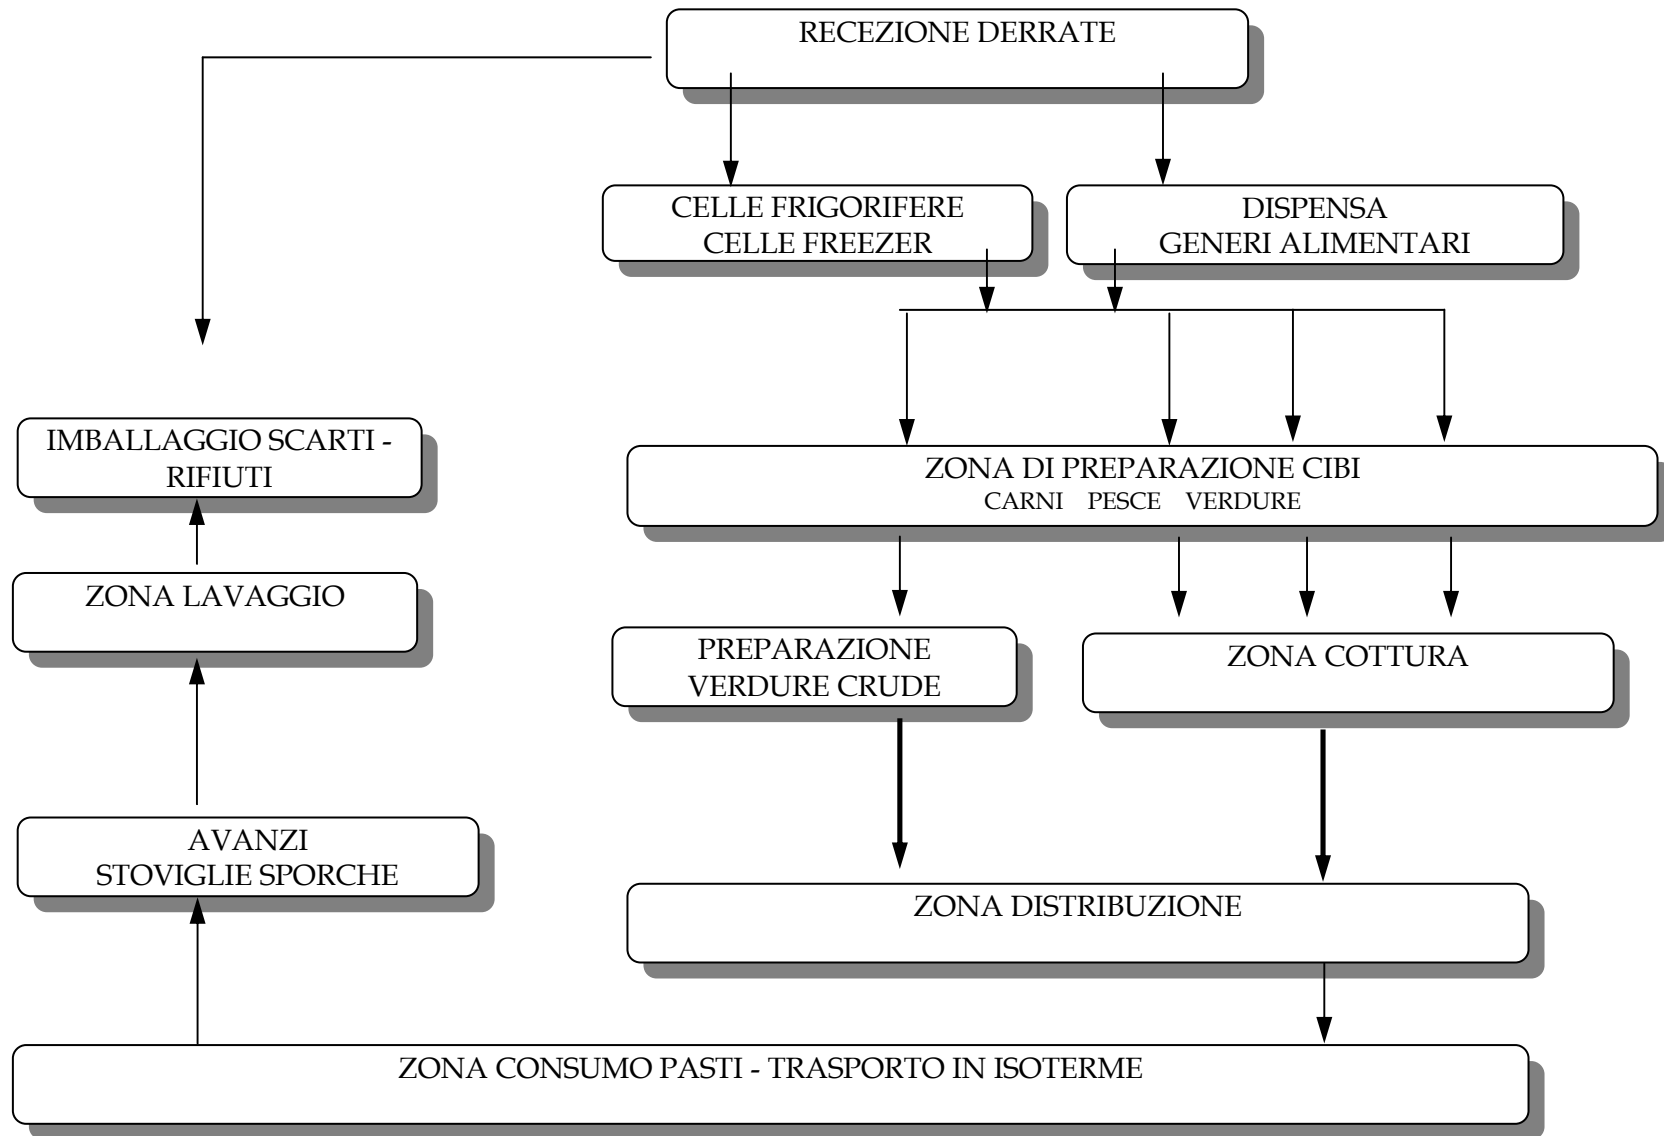 RECEZIONE DERRATE
CELLE FRIGORIFERE
CELLE FREEZER
DISPENSA
GENERI ALIMENTARI
IMBALLAGGIO SCARTI -
RIFIUTI
ZONA DI PREPARAZIONE CIBI
CARNI PESCE VERDURE
ZONA LAVAGGIO
PREPARAZIONE
VERDURE CRUDE
ZONA COTTURA
AVANZI
STOVIGLIE SPORCHE
ZONA DISTRIBUZIONE
ZONA CONSUMO PASTI - TRASPORTO IN ISOTERME